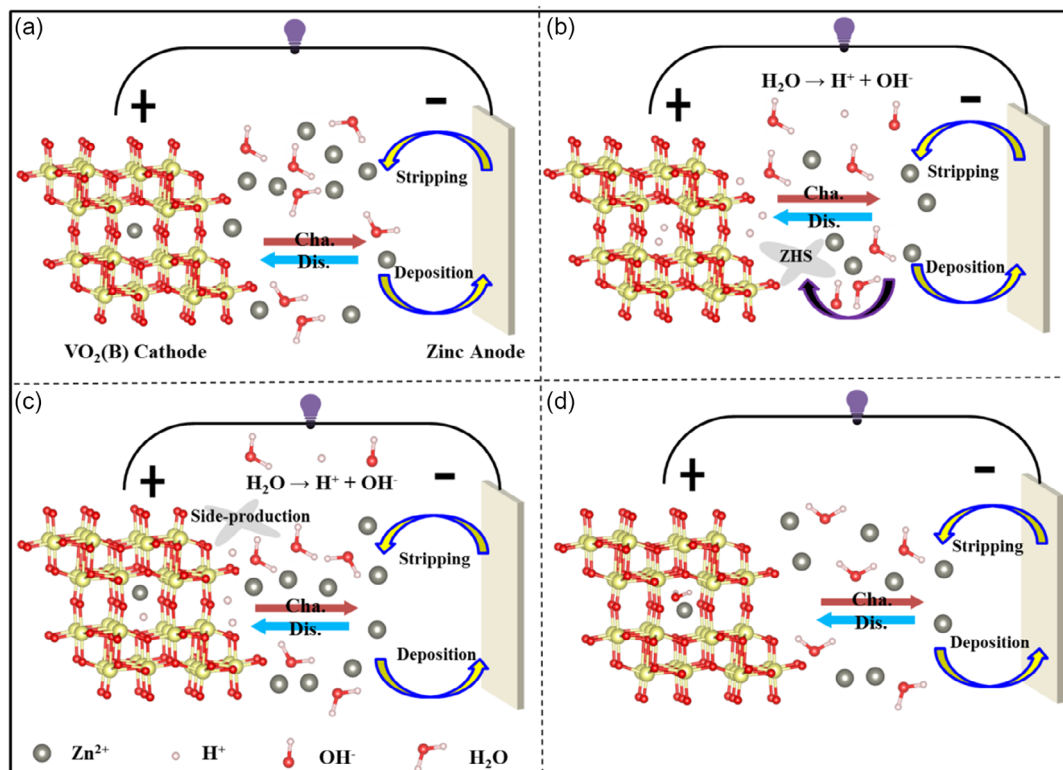 (a)
+
−
Stripping
Cha.
Dis.
Deposition
VO₂(B) Cathode
Zinc Anode
(b)
H₂O → H⁺ + OH⁻
+
−
Stripping
Cha.
Dis.
ZHS
Deposition
(c)
+
−
H₂O → H⁺ + OH⁻
Side-production
Stripping
Cha.
Dis.
Deposition
Zn²⁺
H⁺
OH⁻
H₂O
(d)
+
−
Stripping
Cha.
Dis.
Deposition